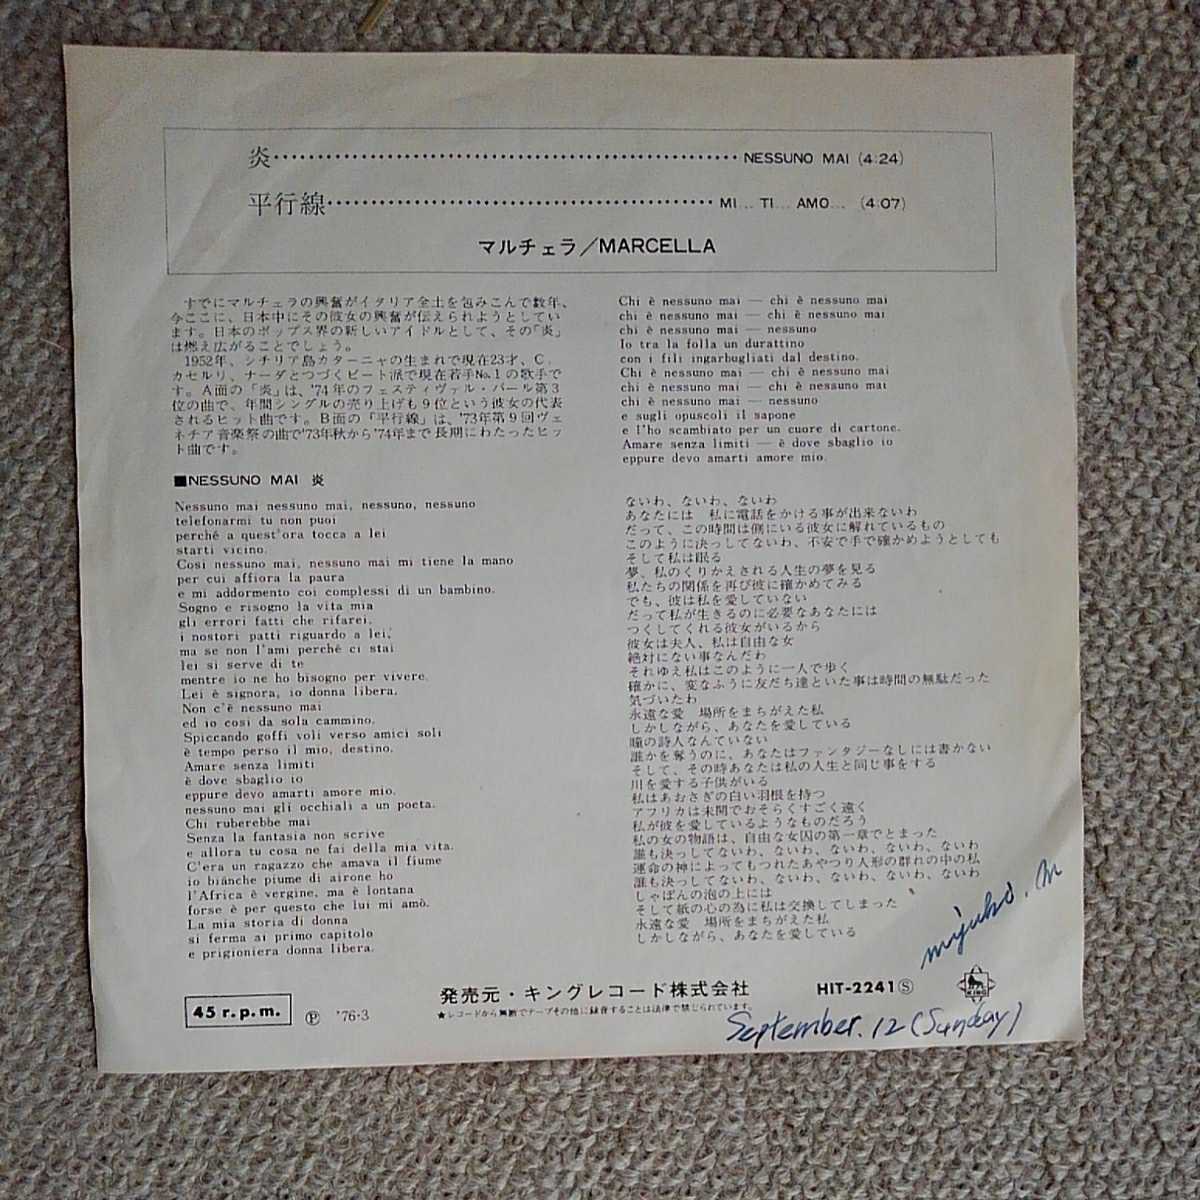 炎……………………………………………… NESSUNO MAI (4:24)
平行線……………………………………… MI… TI… AMO… (4:07)
マルチェラ／MARCELLA
すでにマルチェラの興奮がイタリア全土を包みこんで数年、
今ここに、日本中にその彼女の興奮が伝えられようとしてい
ます。日本のポップス界の新しいアイドルとして、その「炎」
は燃え広がることでしょう。
1952年、シチリア島カターニャの生まれで現在23才、C.
カセルリ、ナーダとつづくビート派で現在若手No.1の歌手で
す。A面の「炎」は、'74年のフェスティヴァル・バール第3
位の曲で、年間シングルの売り上げも9位という彼女の代表
されるヒット曲です。B面の「平行線」は、'73年第9回ヴェ
ネチア音楽祭の曲で'73年秋から'74年まで長期にわたったヒッ
ト曲です。
■NESSUNO MAI 炎
Nessuno mai nessuno mai, nessuno, nessuno
telefonarmi tu non puoi
perché a quest'ora tocca a lei
starti vicino.
Cosi nessuno mai, nessuno mai mi tiene la mano
per cui affiora la paura
e mi addormento coi complessi di un bambino.
Sogno e risogno la vita mia
gli errori fatti che rifarei.
i nostori patti riguardo a lei,
ma se non l'ami perché ci stai
lei si serve di te
mentre io ne ho bisogno per vivere.
Lei è signora, io donna libera.
Non c'è nessuno mai
ed io cosi da sola cammino.
Spiccando goffi voli verso amici soli
è tempo perso il mio, destino.
Amare senza limiti
è dove sbaglio io
eppure devo amarti amore mio.
nessuno mai gli occhiali a un poeta.
Chi ruberebbe mai
Senza la fantasia non scrive
e allora tu cosa ne fai della mia vita.
C'era un ragazzo che amava il fiume
io biànche piume di airone ho
l'Africa è vergine, ma è lontana
forse è per questo che lui mi amò.
La mia storia di donna
si ferma ai primo capitolo
e prigioniera donna libera.
Chi è nessuno mai — chi è nessuno mai
chi è nessuno mai — chi è nessuno mai
chi è nessuno mai — nessuno
Io tra la folla un durattino
con i fili ingarbugliati dal destino.
Chi è nessuno mai — chi è nessuno mai
chi è nessuno mai — chi è nessuno mai
chi è nessuno mai — nessuno
e sugli opuscoli il sapone
e l'ho scambiato per un cuore di cartone.
Amare senza limiti — è dove sbaglio io
eppure devo amarti amore mio.
ないわ、ないわ、ないわ
あなたには 私に電話をかける事が出来ないわ
だって、この時間は側にいる彼女に解れているもの
このように決っしてないわ、不安で手で確かめようとしても
そして私は眠る
夢、私のくりかえされる人生の夢を見る
私たちの関係を再び彼に確かめてみる
でも、彼は私を愛していない
だって私が生きるのに必要なあなたには
つくしてくれる彼女がいるから
彼女は夫人、私は自由な女
絶対にない事なんだわ
それゆえ私はこのように一人で歩く
確かに、変なふうに友だち達といた事は時間の無駄だった
気づいたわ
永遠な愛 場所をまちがえた私
しかしながら、あなたを愛している
瞳の詩人なんていない
誰かを奪うのに、あなたはファンタジーなしには書かない
そして、その時あなたは私の人生と同じ事をする
川を愛する子供がいる
私はあおさぎの白い羽根を持つ
アフリカは未開でおそらくすごく遠く
私が彼を愛しているようなものだろう
私の女の物語は、自由な女囚の第一章でとまった
誰も決っしてないわ、ないわ、ないわ、ないわ、ないわ
運命の神によってもつれたあやつり人形の群れの中の私
誰も決っしてないわ、ないわ、ないわ、ないわ、ないわ
しゃぼんの泡の上には
そして紙の心の為に私は交換してしまった
永遠な愛 場所をまちがえた私
しかしながら、あなたを愛している
45 r.p.m.
Ⓟ '76·3
発売元・キングレコード株式会社
HIT-2241Ⓢ
★レコードから無断でテープその他に録音することは法律で禁じられています。
September. 12 (Sunday)